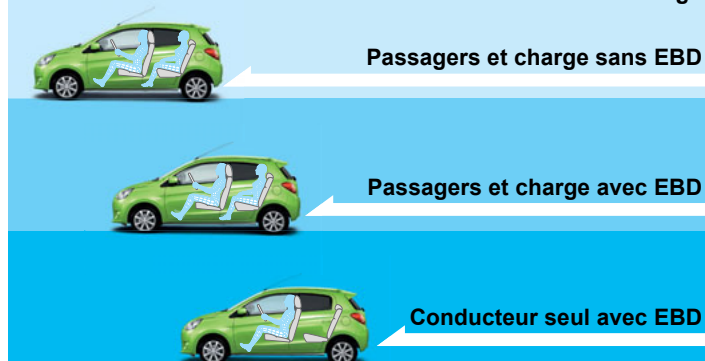 Passagers et charge sans EBD
Passagers et charge avec EBD
Conducteur seul avec EBD